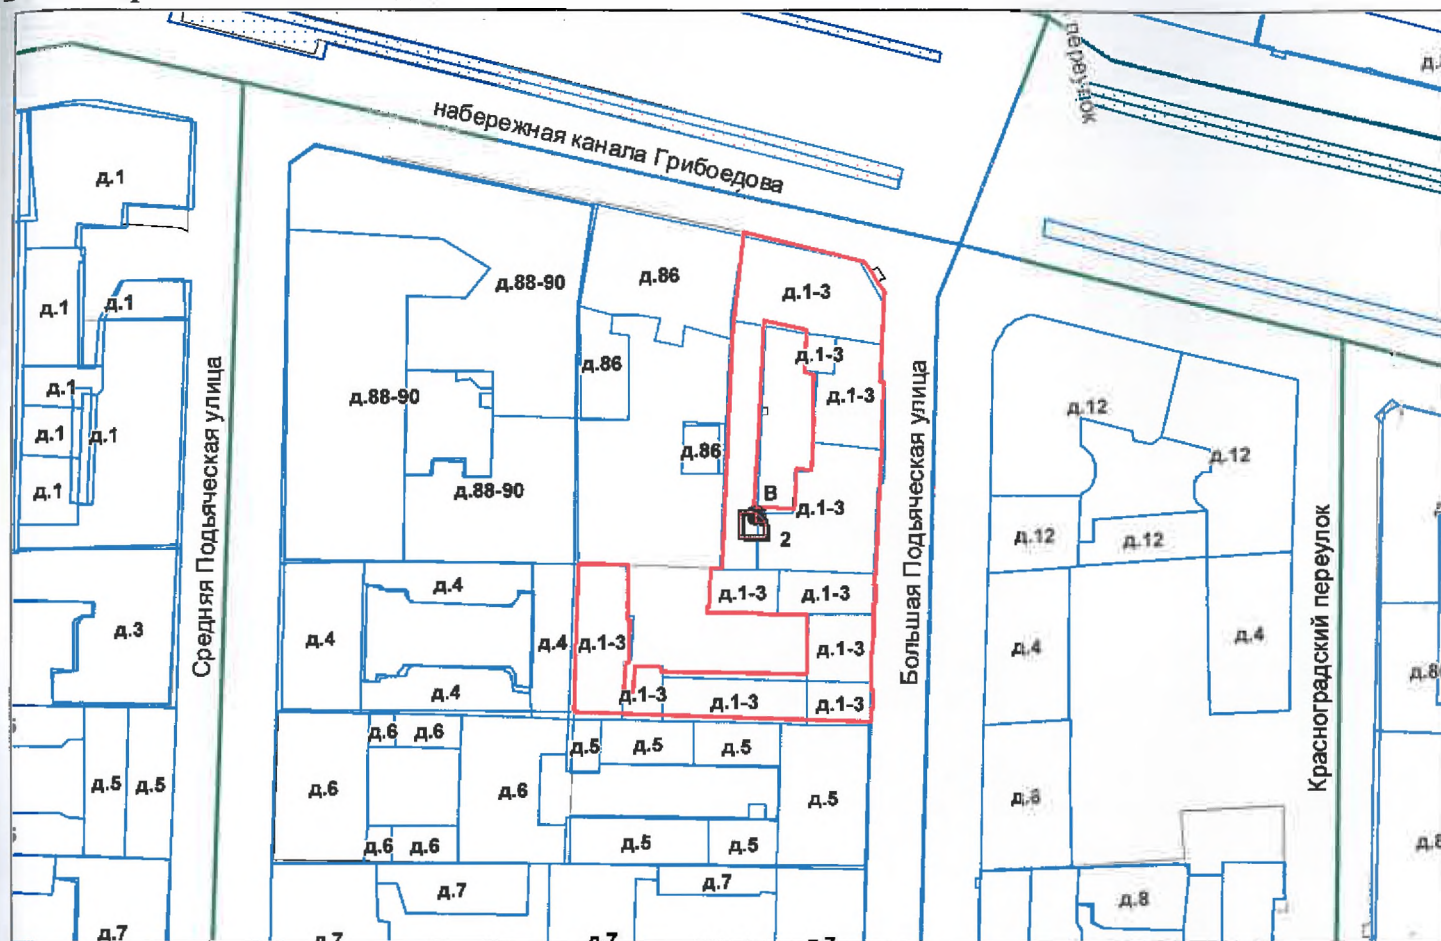 переулок
набережная канала Грибоедова
д.1
д.1
д.1
д.1
д.1
д.1
д.1
д.3
д.5
д.5
д.7
Средняя Подьяческая улица
д.88-90
д.88-90
д.88-90
д.86
д.86
д.86
д.1-3
д.1-3
д.1-3
д.1-3
В
2
д.1-3
д.1-3
д.1-3
д.1-3
д.1-3
д.1-3
д.1-3
д.4
д.4
д.4
д.4
д.6
д.6
д.6
д.6
д.6
д.6
д.5
д.5
д.5
д.5
д.5
д.5
д.7
д.7
д.7
д.7
д.7
Большая Подьяческая улица
д.12
д.12
д.12
д.12
д.4
д.4
д.6
д.8
Красноградский переулок